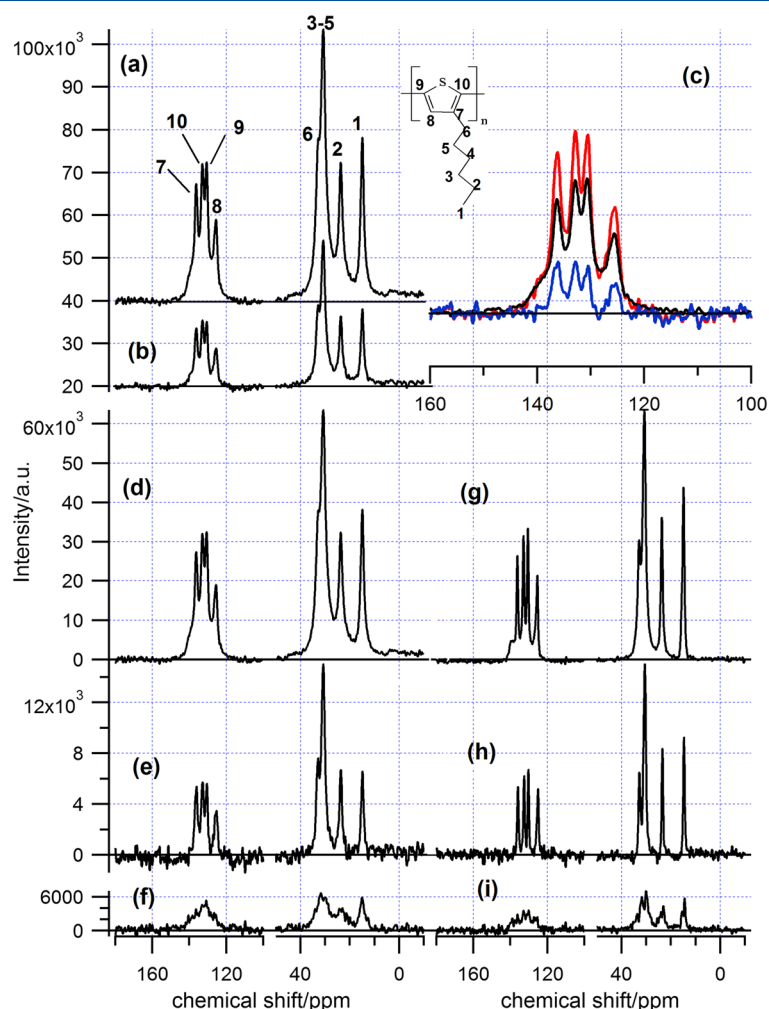 3-5
100x10³
(a)
(c)
90
9
S
10
10
9
1
8
7
n
80
6
6
7
2
5
4
70
3
2
8
1
60
50
40
30
(b)
20
160
140
120
100
60x10³
50
(d)
(g)
40
30
20
10
0
Intensity/a.u.
12x10³
(e)
(h)
8
4
0
6000
(f)
(i)
0
160
120
40
0
160
120
40
0
chemical shift/ppm
chemical shift/ppm